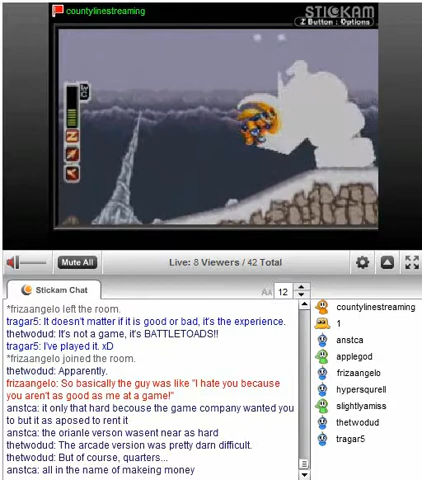 countylinestreaming
STICKAM
Z Button : Options
Z
Mute All
Live: 8 Viewers / 42 Total
Stickam Chat
AA 12
*frizaangelo left the room.
tragar5: It doesn't matter if it is good or bad, it's the experience.
thetwodud: It's not a game, it's BATTLETOADS!!
tragar5: I've played it. xD
*frizaangelo joined the room.
thetwodud: Apparently.
frizaangelo: So basically the guy was like "I hate you because
you aren't as good as me at a game!"
anstca: it only that hard becouse the game company wanted you
to but it as aposed to rent it
anstca: the orianle verson wasent near as hard
thetwodud: The arcade version was pretty darn difficult.
thetwodud: But of course, quarters...
anstca: all in the name of makeing money
countylinestreaming
1
anstca
applegod
frizaangelo
hypersqurell
slightlyamiss
thetwodud
tragar5